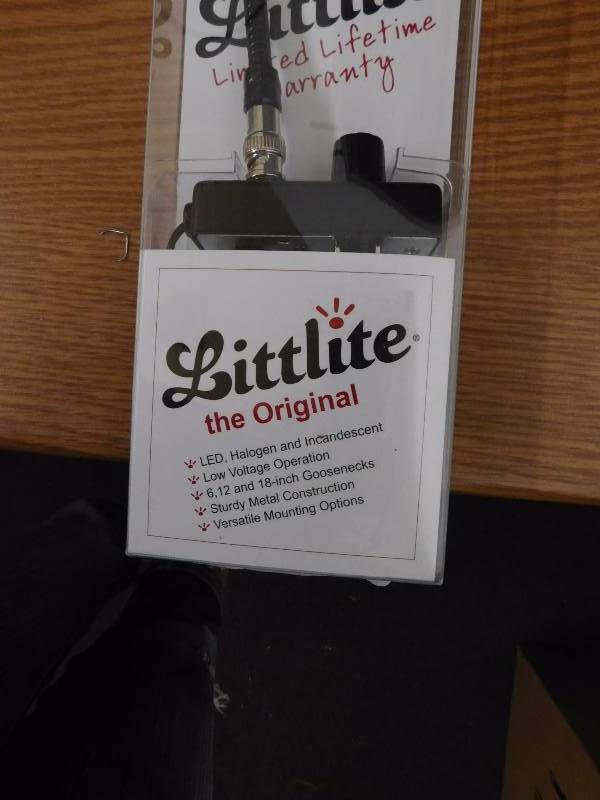 Littlite
Limited Lifetime
Warranty
Littlite®
the Original
LED, Halogen and Incandescent
Low Voltage Operation
6,12 and 18-inch Goosenecks
Sturdy Metal Construction
Versatile Mounting Options